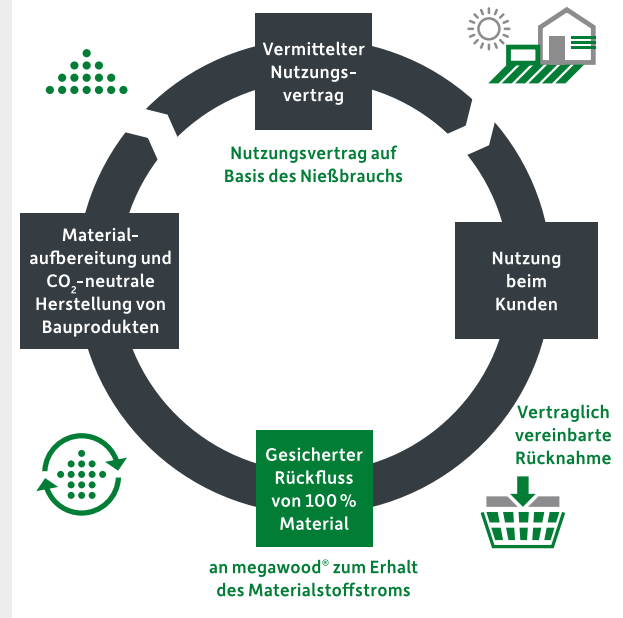 Vermittelter
Nutzungs-
vertrag
Nutzungsvertrag auf
Basis des Nießbrauchs
Material-
aufbereitung und
CO₂-neutrale
Herstellung von
Bauprodukten
Nutzung
beim
Kunden
Vertraglich
vereinbarte
Rücknahme
Gesicherter
Rückfluss
von 100 %
Material
an megawood® zum Erhalt
des Materialstoffstroms